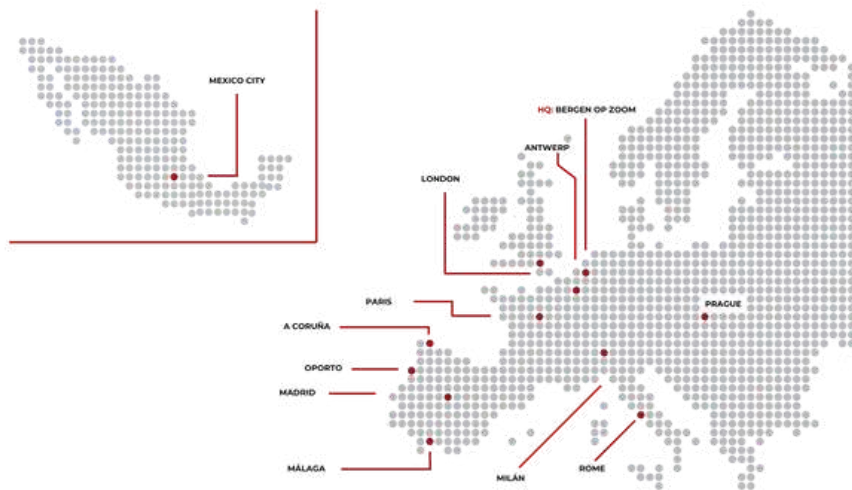 MEXICO CITY
HQ: BERGEN OP ZOOM
ANTWERP
LONDON
PARIS
PRAGUE
A CORUÑA
OPORTO
MADRID
MÁLAGA
MILÁN
ROME